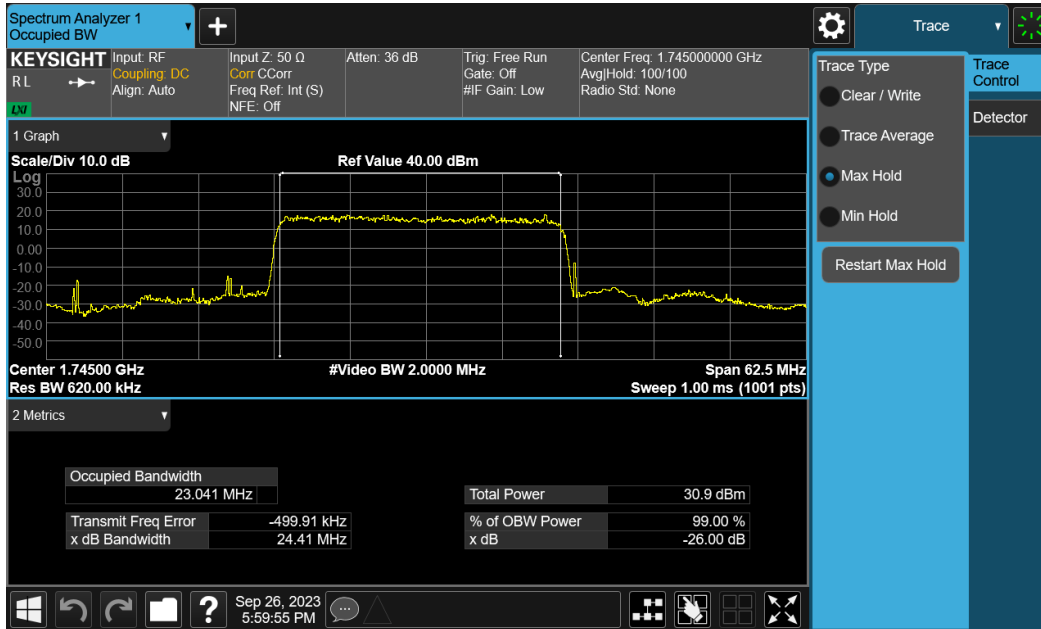 Spectrum Analyzer 1
Occupied BW
+
Trace
KEYSIGHT
R L
LXI
Input: RF
Coupling: DC
Align: Auto
Input Z: 50 Ω
Corr CCorr
Freq Ref: Int (S)
NFE: Off
Atten: 36 dB
Trig: Free Run
Gate: Off
#IF Gain: Low
Center Freq: 1.745000000 GHz
Avg|Hold: 100/100
Radio Std: None
1 Graph
Scale/Div 10.0 dB
Ref Value 40.00 dBm
Log
30.0
20.0
10.0
0.00
-10.0
-20.0
-30.0
-40.0
-50.0
Center 1.74500 GHz
#Video BW 2.0000 MHz
Span 62.5 MHz
Res BW 620.00 kHz
Sweep 1.00 ms (1001 pts)
2 Metrics
Occupied Bandwidth
23.041 MHz
Total Power 30.9 dBm
Transmit Freq Error -499.91 kHz
% of OBW Power 99.00 %
x dB Bandwidth 24.41 MHz
x dB -26.00 dB
Trace Type
Clear / Write
Trace Average
Max Hold
Min Hold
Restart Max Hold
Trace
Control
Detector
?
Sep 26, 2023
5:59:55 PM